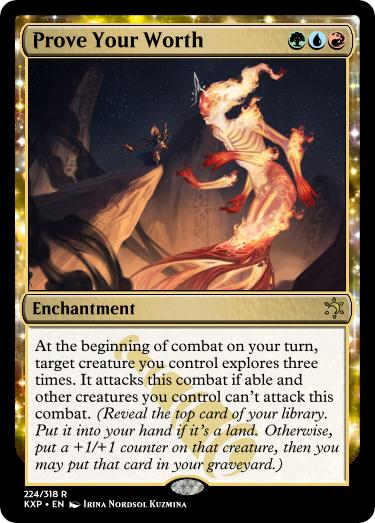 Prove Your Worth
Enchantment
At the beginning of combat on your turn,
target creature you control explores three
times. It attacks this combat if able and
other creatures you control can't attack this
combat. (Reveal the top card of your library.
Put it into your hand if it's a land. Otherwise,
put a +1/+1 counter on that creature, then you
may put that card in your graveyard.)
224/318 R
KXP • EN Irina Nordsol Kuzmina